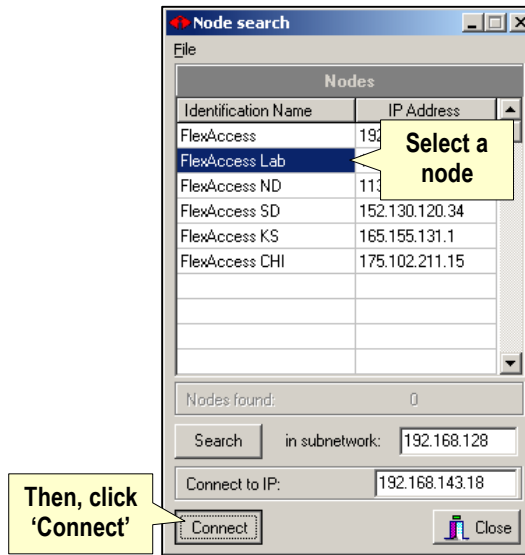 Node search
File
Nodes
Identification Name IP Address
FlexAccess 192
Select a
node
FlexAccess Lab
FlexAccess ND
FlexAccess SD 152.130.120.34
FlexAccess KS 165.155.131.1
FlexAccess CHI 175.102.211.15
Nodes found: 0
Search in subnetwork: 192.168.128
Connect to IP: 192.168.143.18
Then, click
‘Connect’
Connect Close